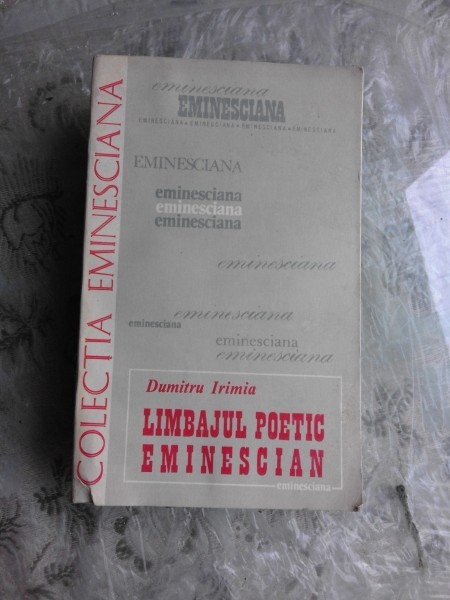 COLECTIA EMINESCIANA
eminesciana
EMINESCIANA
EMINESCIANA • EMINESCIANA • EMINESCIANA • EMINESCIANA
EMINESCIANA
eminesciana
eminesciana
eminesciana
eminesciana
eminesciana
eminesciana
eminesciana
eminesciana
Dumitru Irimia
LIMBAJUL POETIC
EMINESCIAN
eminesciana